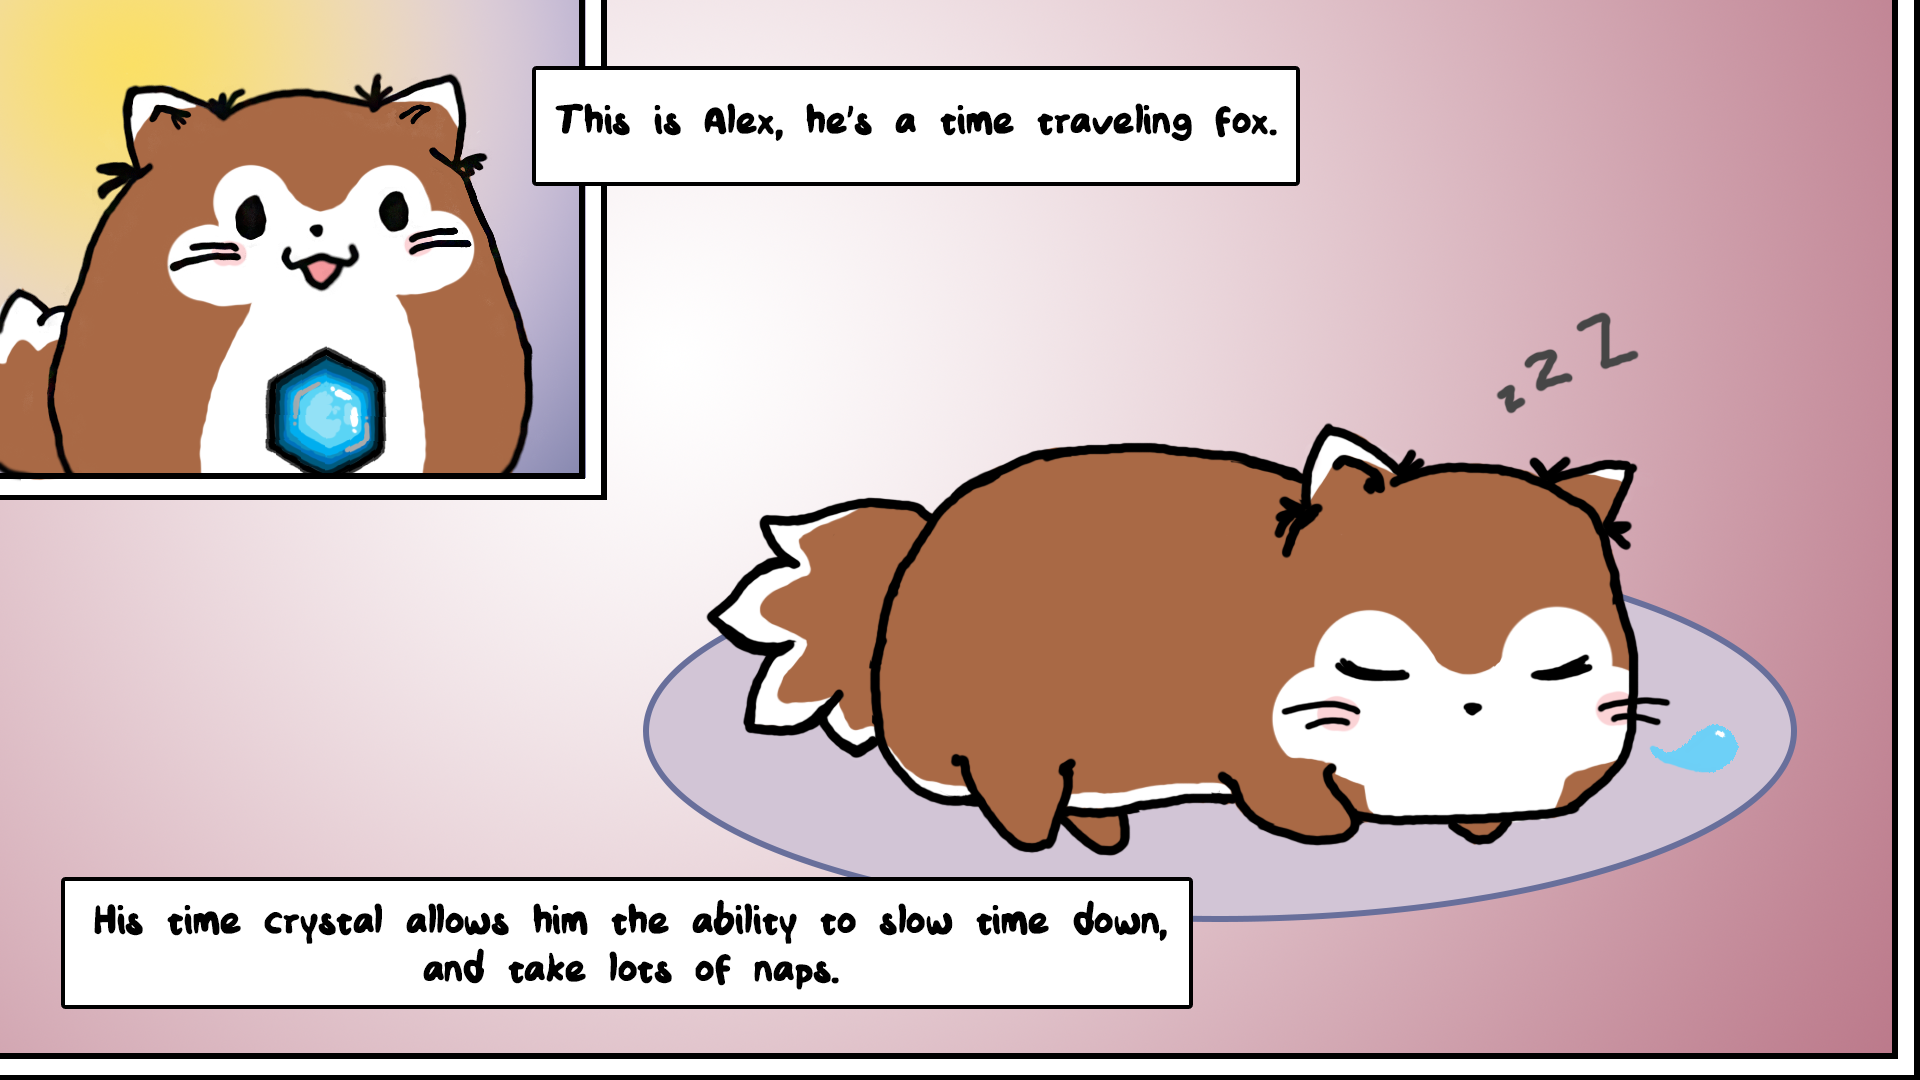 This is Alex, he's a time traveling fox.
z z Z
His time crystal allows him the ability to slow time down,
and take lots of naps.